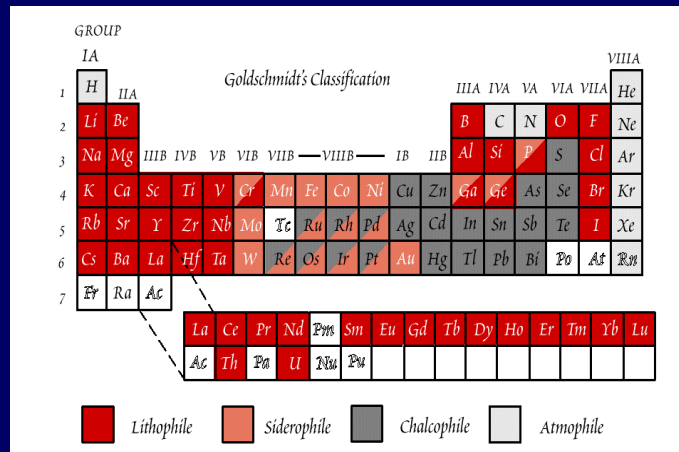 GROUP
IA VIIIA
Goldschmidt's Classification
1 H IIA IIIA IVA VA VIA VIIA He
2 Li Be B C N O F Ne
3 Na Mg IIIB IVB VB VIB VIIB VIIIB IB IIB Al Si P S Cl Ar
4 K Ca Sc Ti V Cr Mn Fe Co Ni Cu Zn Ga Ge As Se Br Kr
5 Rb Sr Y Zr Nb Mo Tc Ru Rh Pd Ag Cd In Sn Sb Te I Xe
6 Cs Ba La Hf Ta W Re Os Ir Pt Au Hg Tl Pb Bi Po At Rn
7 Fr Ra Ac
La Ce Pr Nd Pm Sm Eu Gd Tb Dy Ho Er Tm Yb Lu
Ac Th Pa U Nu Pu
Lithophile Siderophile Chalcophile Atmophile